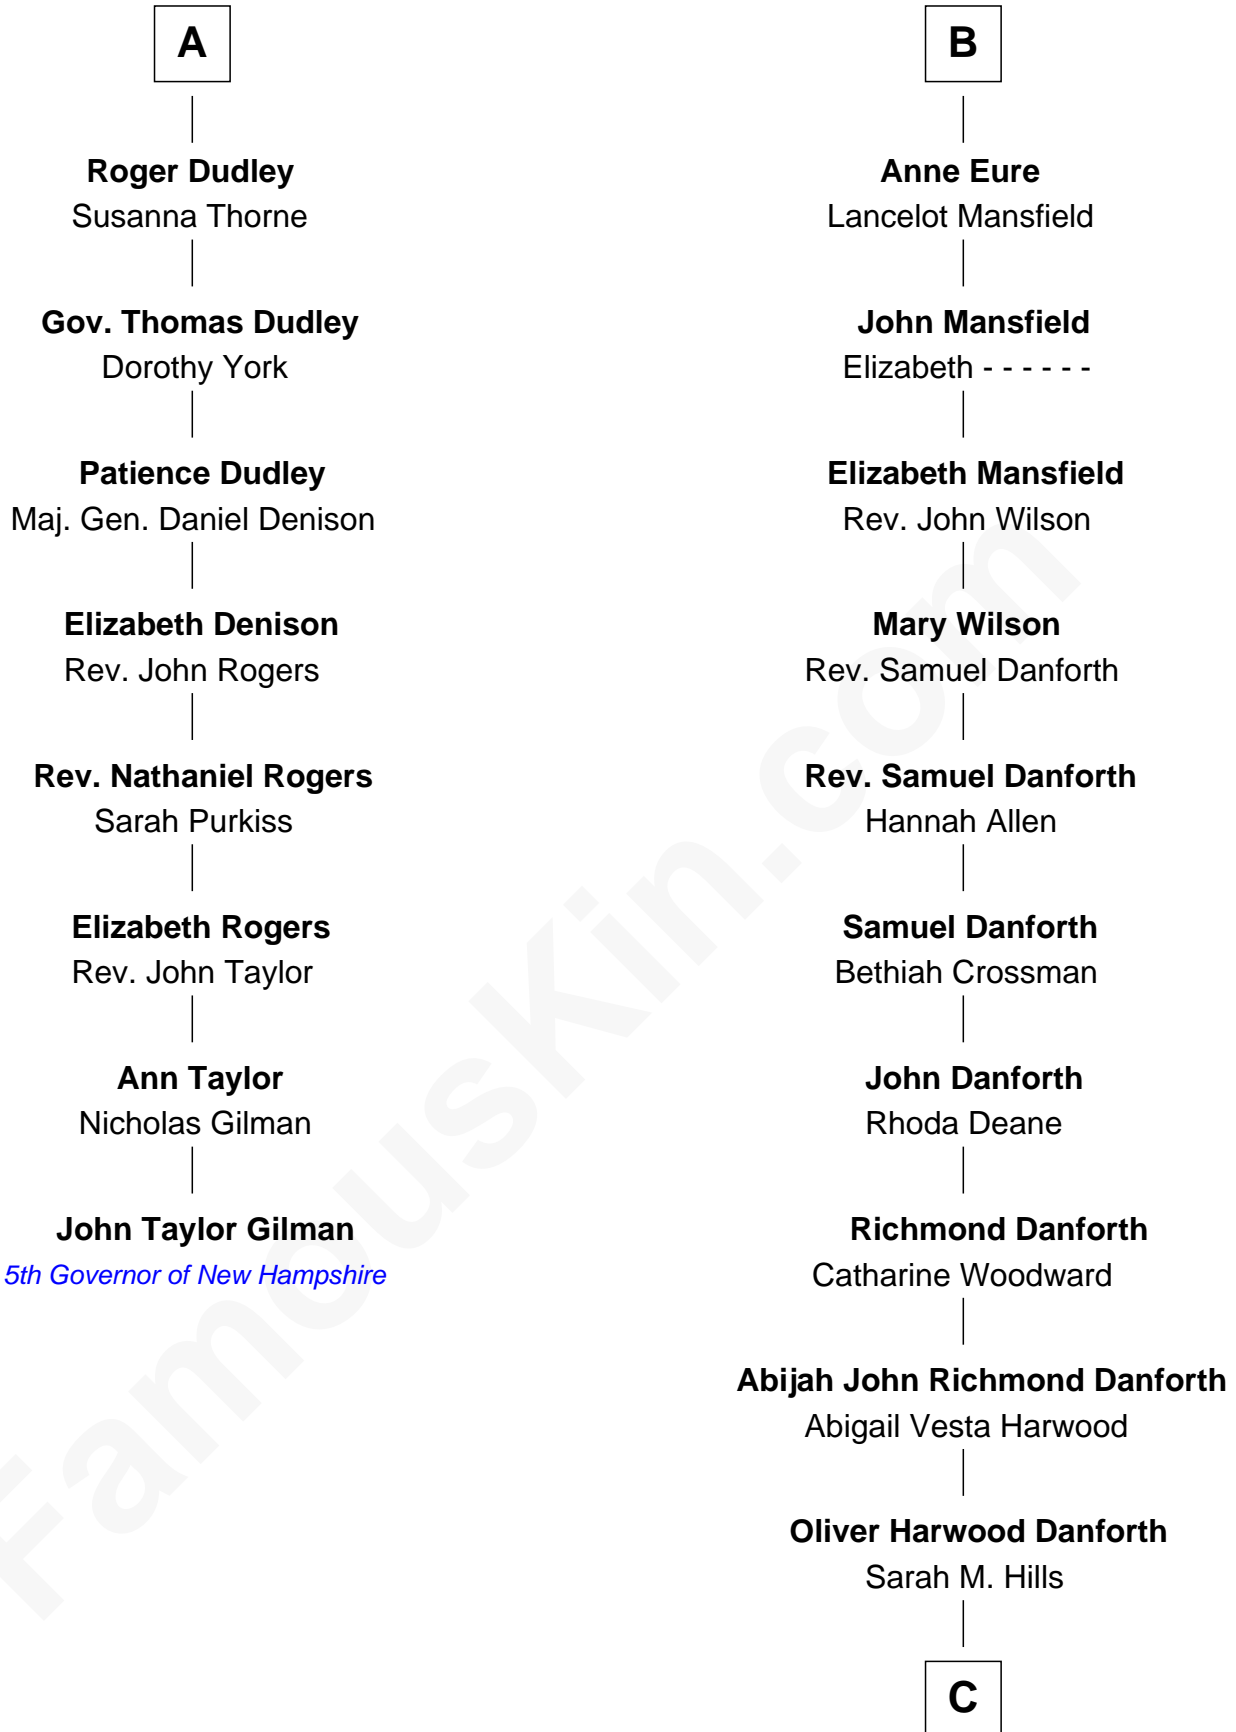 A
Roger Dudley
Susanna Thorne
Gov. Thomas Dudley
Dorothy York
Patience Dudley
Maj. Gen. Daniel Denison
Elizabeth Denison
Rev. John Rogers
Rev. Nathaniel Rogers
Sarah Purkiss
Elizabeth Rogers
Rev. John Taylor
Ann Taylor
Nicholas Gilman
John Taylor Gilman
5th Governor of New Hampshire
B
Anne Eure
Lancelot Mansfield
John Mansfield
Elizabeth - - - - - -
Elizabeth Mansfield
Rev. John Wilson
Mary Wilson
Rev. Samuel Danforth
Rev. Samuel Danforth
Hannah Allen
Samuel Danforth
Bethiah Crossman
John Danforth
Rhoda Deane
Richmond Danforth
Catharine Woodward
Abijah John Richmond Danforth
Abigail Vesta Harwood
Oliver Harwood Danforth
Sarah M. Hills
C
FamousKin.com